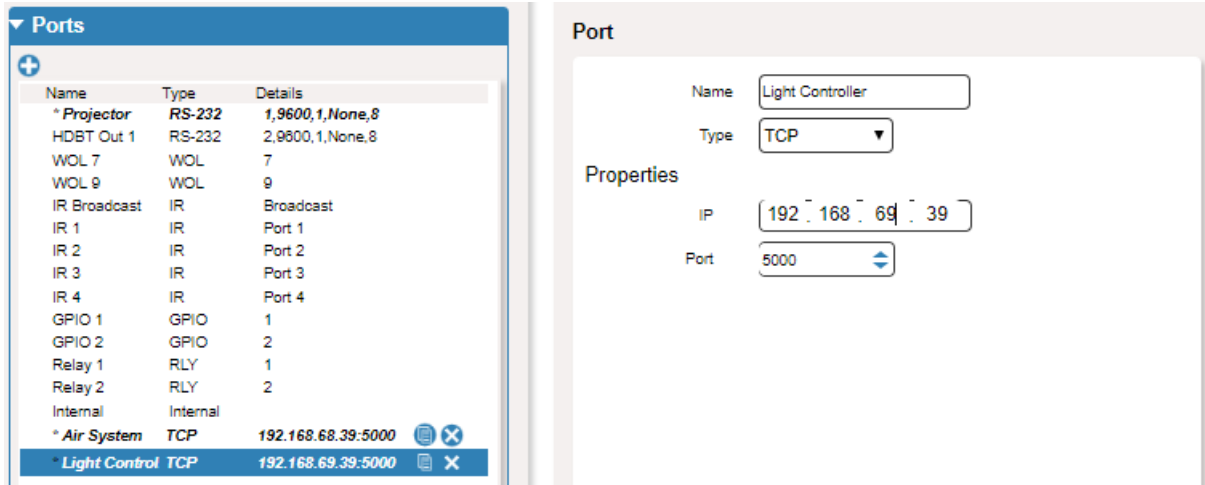 Ports
Name Type Details
* Projector RS-232 1,9600,1,None,8
HDBT Out 1 RS-232 2,9600,1,None,8
WOL 7 WOL 7
WOL 9 WOL 9
IR Broadcast IR Broadcast
IR 1 IR Port 1
IR 2 IR Port 2
IR 3 IR Port 3
IR 4 IR Port 4
GPIO 1 GPIO 1
GPIO 2 GPIO 2
Relay 1 RLY 1
Relay 2 RLY 2
Internal Internal
* Air System TCP 192.168.68.39:5000
* Light Control TCP 192.168.69.39:5000
Port
Name Light Controller
Type TCP
Properties
IP 192 . 168 . 69 . 39
Port 5000